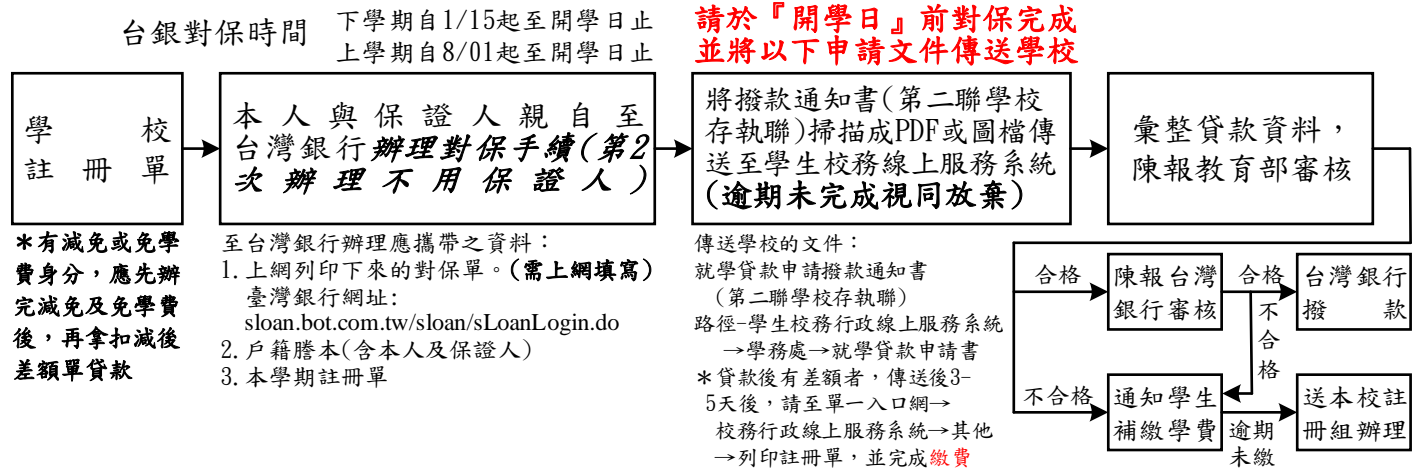 台銀對保時間
下學期自1/15起至開學日止
上學期自8/01起至開學日止
請於『開學日』前對保完成
並將以下申請文件傳送學校
學校
註冊單
本人與保證人親自至
台灣銀行辦理對保手續(第2
次辦理不用保證人)
將撥款通知書(第二聯學校
存執聯)掃描成PDF或圖檔傳
送至學生校務線上服務系統
(逾期未完成視同放棄)
彙整貸款資料，
陳報教育部審核
＊有減免或免學
費身分，應先辦
完減免及免學費
後，再拿扣減後
差額單貸款
至台灣銀行辦理應攜帶之資料：
1.上網列印下來的對保單。(需上網填寫)
臺灣銀行網址:
sloan.bot.com.tw/sloan/sLoanLogin.do
2.戶籍謄本(含本人及保證人)
3.本學期註冊單
傳送學校的文件：
就學貸款申請撥款通知書
(第二聯學校存執聯)
路徑-學生校務行政線上服務系統
→學務處→就學貸款申請書
＊貸款後有差額者，傳送後3-
5天後，請至單一入口網→
校務行政線上服務系統→其他
→列印註冊單，並完成繳費
合格
陳報台灣
銀行審核
合格
不
合
格
台灣銀行
撥款
不合格
通知學生
補繳學費
逾期
未繳
送本校註
冊組辦理